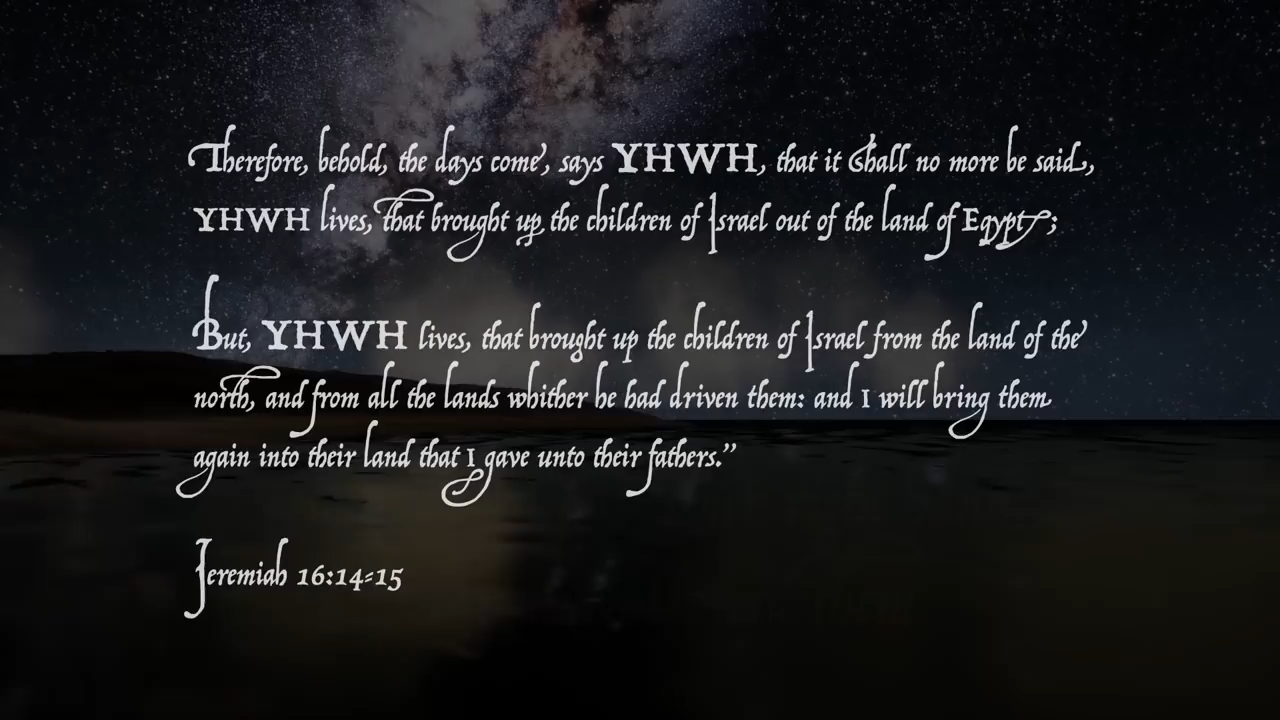 Therefore, behold, the days come, says YHWH, that it shall no more be said,
YHWH lives, that brought up the children of Israel out of the land of Egypt;
But, YHWH lives, that brought up the children of Israel from the land of the
north, and from all the lands whither he had driven them: and I will bring them
again into their land that I gave unto their fathers.”
Jeremiah 16:14-15